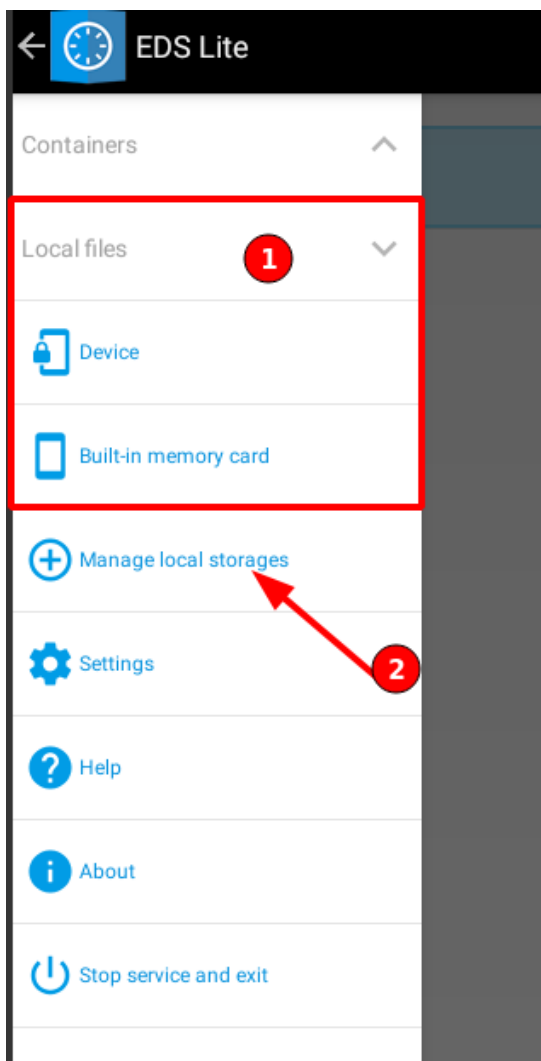 EDS Lite
Containers
Local files
1
Device
Built-in memory card
Manage local storages
Settings
2
Help
About
Stop service and exit